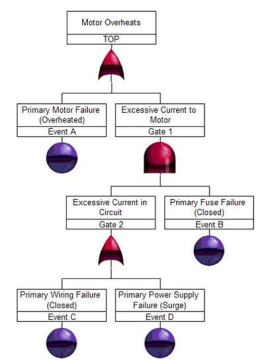 Motor Overheats
TOP
Primary Motor Failure
(Overheated)
Event A
Excessive Current to
Motor
Gate 1
Excessive Current in
Circuit
Gate 2
Primary Fuse Failure
(Closed)
Event B
Primary Wiring Failure
(Closed)
Event C
Primary Power Supply
Failure (Surge)
Event D